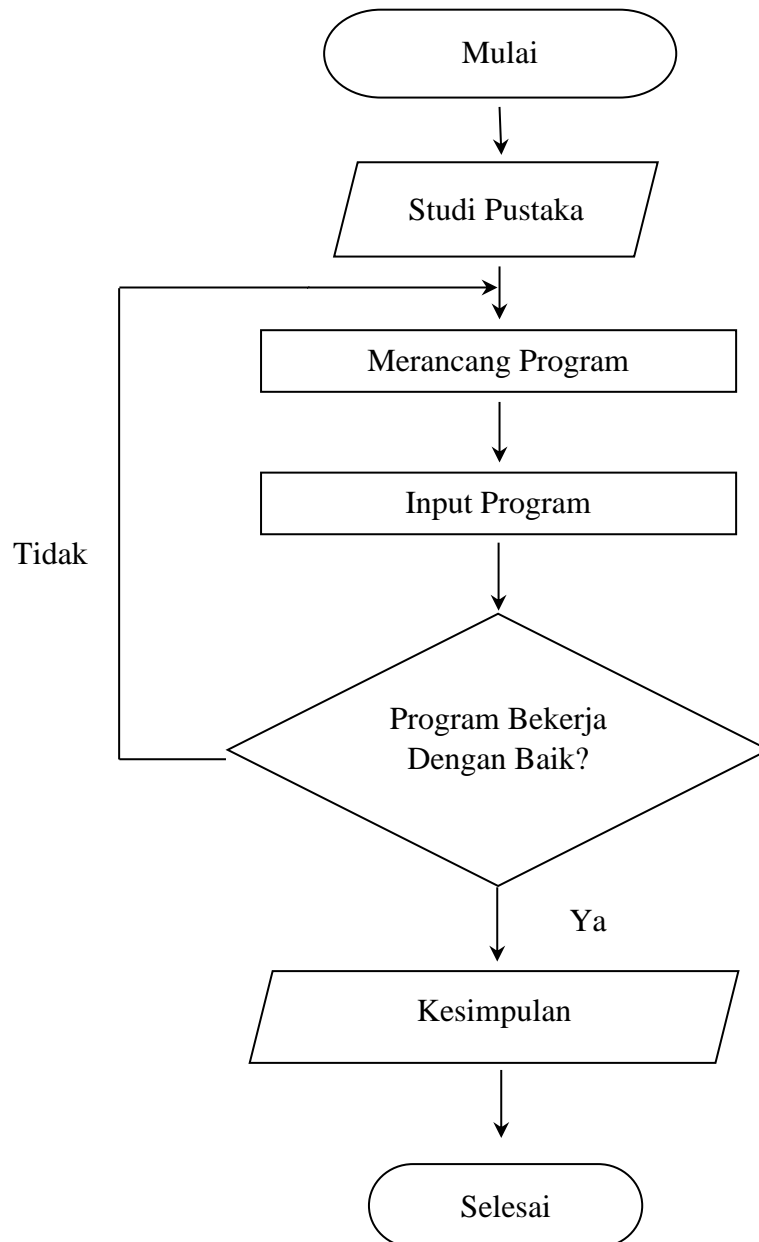 Mulai
Studi Pustaka
Merancang Program
Input Program
Tidak
Program Bekerja
Dengan Baik?
Ya
Kesimpulan
Selesai